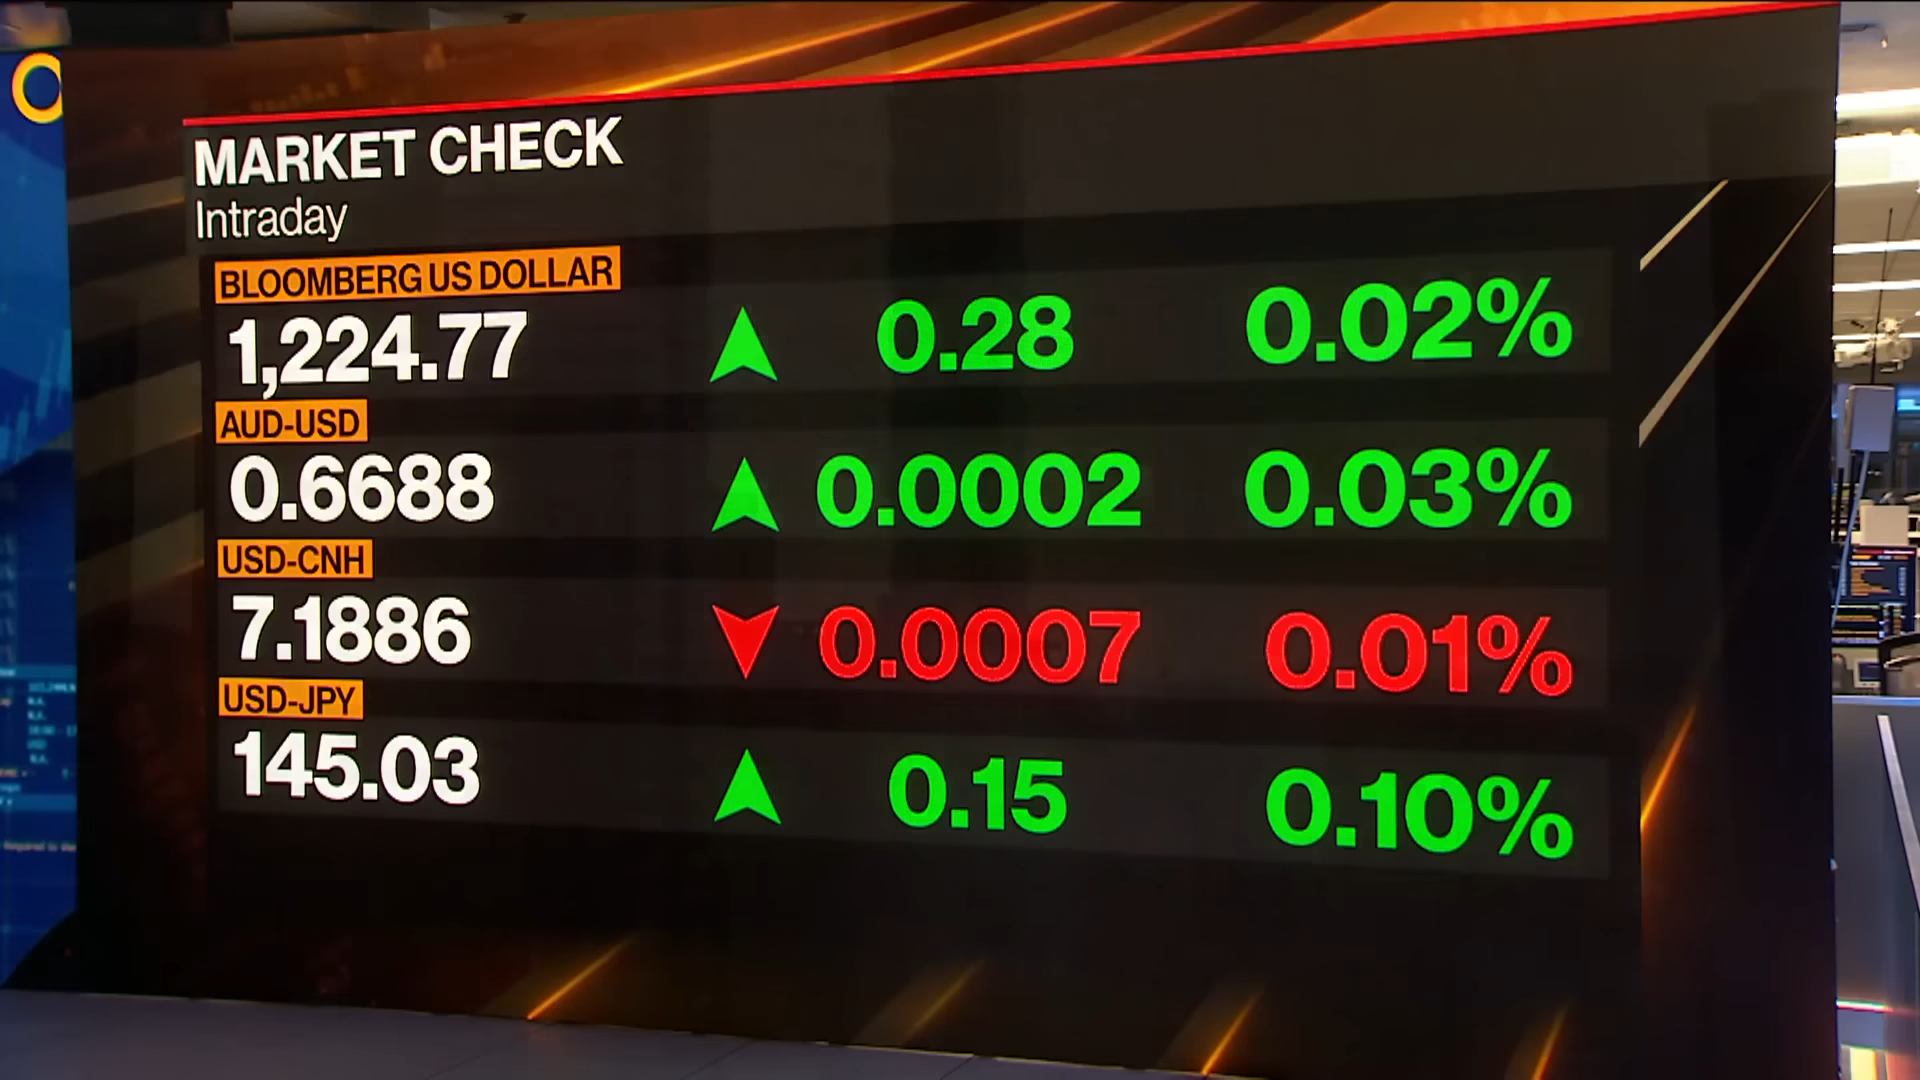 MARKET CHECK
Intraday
BLOOMBERG US DOLLAR
1,224.77 0.28 0.02%
AUD-USD
0.6688 0.0002 0.03%
USD-CNH
7.1886 0.0007 0.01%
USD-JPY
145.03 0.15 0.10%